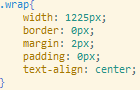 .wrap{
width: 1225px;
border: 0px;
margin: 2px;
padding: 0px;
text-align: center;